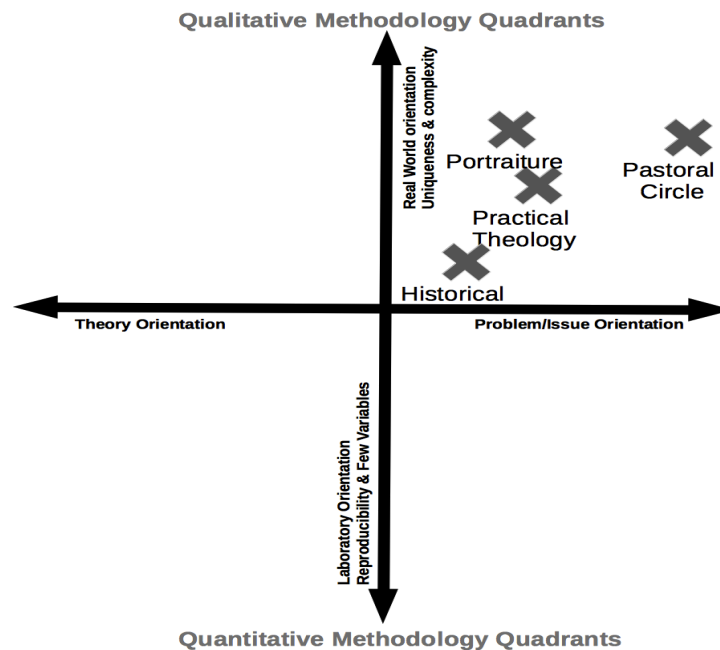 Qualitative Methodology Quadrants
Real World orientation
Uniqueness & complexity
Portraiture
Pastoral
Circle
Practical
Theology
Historical
Theory Orientation
Problem/Issue Orientation
Laboratory Orientation
Reproducibility & Few Variables
Quantitative Methodology Quadrants